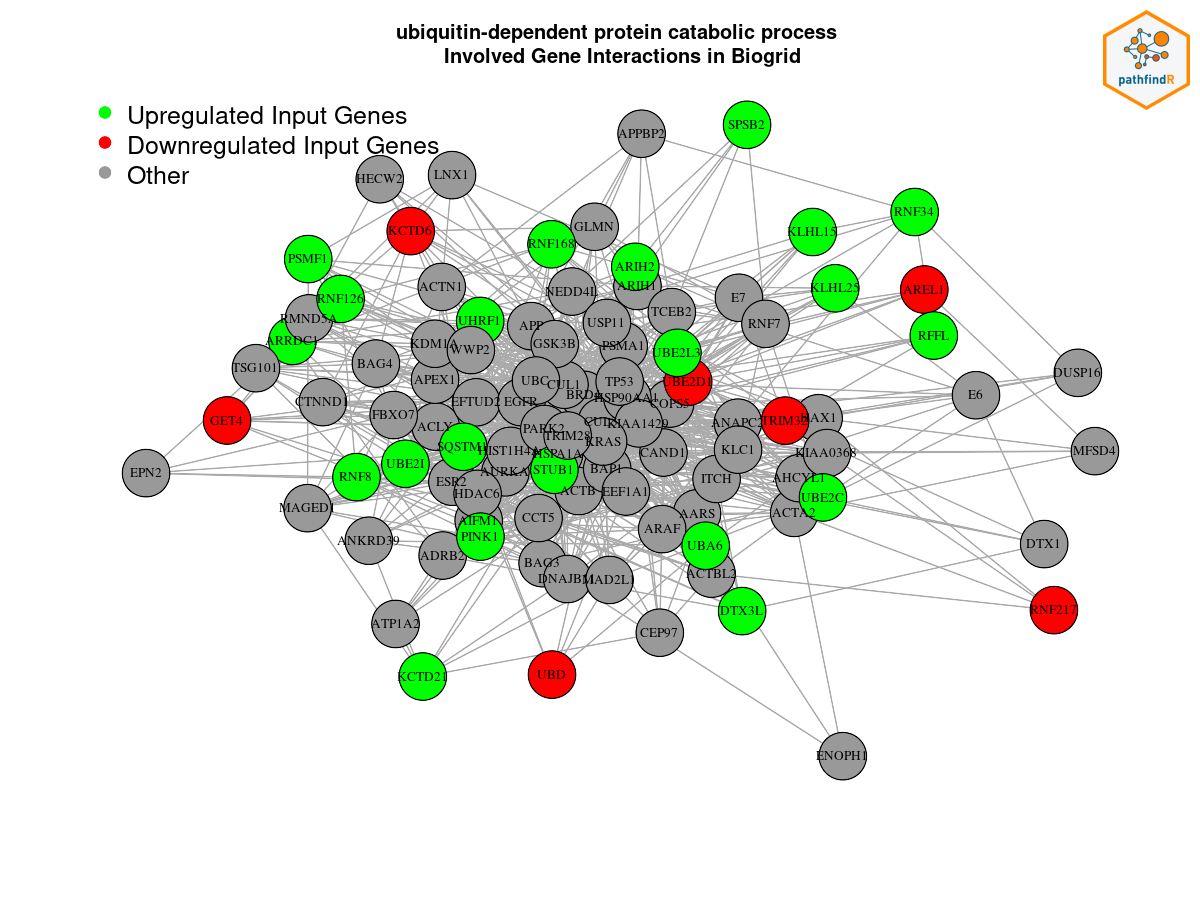 ubiquitin-dependent protein catabolic process
Involved Gene Interactions in Biogrid
pathfindR
Upregulated Input Genes
Downregulated Input Genes
Other
APPBP2
SPSB2
HECW2
LNX1
RNF34
KCTD6
GLMN
KLHL15
RNF168
PSMF1
ARIH2
ARIH1
ACTN1
NEDD4L
KLHL25
AREL1
RNF126
E7
RMND5A
TCEB2
UHRF1
APP
USP11
RNF7
RFFL
ARRDC1
KDM1A
WWP2
GSK3B
PSMA1
UBE2L3
TSG101
BAG4
DUSP16
APEX1
UBC
CUL1
TP53
UBE2D1
E6
CTNND1
EFTUD2
EGFR
HSP90AA1
COPS5
GET4
FBXO7
ACLY
PARK2
KIAA1429
ANAPC2
TRIM32
TRIM28
KRAS
SQSTM1
HIST1H4A
HSPA1A
CAND1
KLC1
KIAA0368
MFSD4
EPN2
RNF8
UBE2I
AURKA
STUB1
BAP1
ITCH
AHCYL1
ESR2
HDAC6
ACTB
EEF1A1
UBE2C
MAGED1
AIFM1
CCT5
AARS
ACTA2
ARAF
ANKRD39
PINK1
UBA6
DTX1
ADRB2
BAG3
DNAJB1
MAD2L1
ACTBL2
DTX3L
RNF217
ATP1A2
CEP97
KCTD21
UBD
ENOPH1